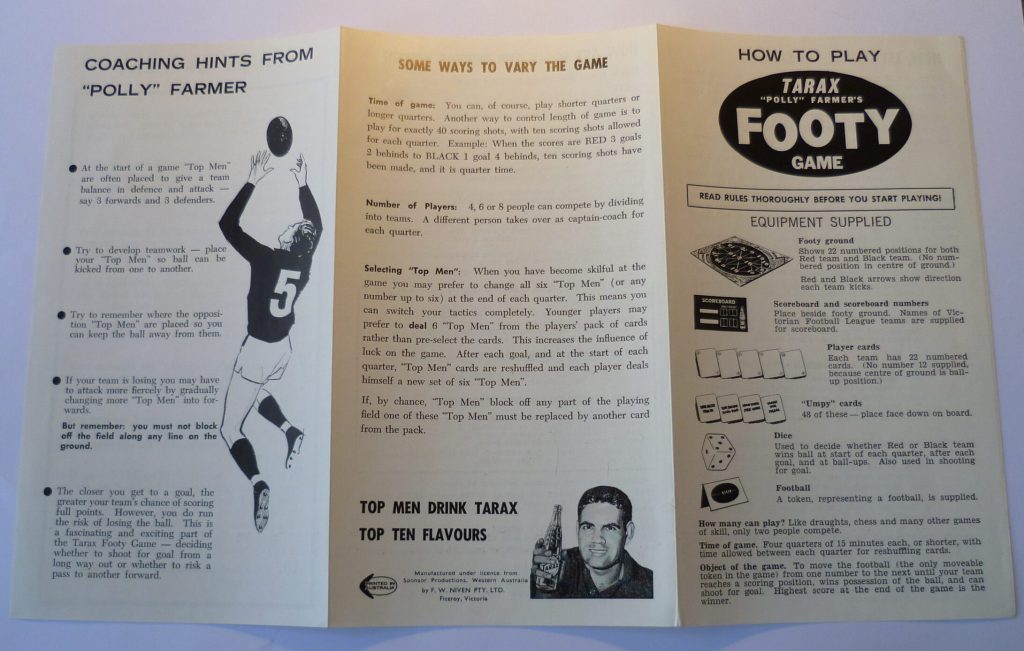 COACHING HINTS FROM
"POLLY" FARMER
At the start of a game "Top Men"
are often placed to give a team
balance in defence and attack —
say 3 forwards and 3 defenders.
Try to develop teamwork — place
your "Top Men" so ball can be
kicked from one to another.
Try to remember where the opposi-
tion "Top Men" are placed so you
can keep the ball away from them.
If your team is losing you may have
to attack more fiercely by gradually
changing more "Top Men" into for-
wards.
But remember: you must not block
off the field along any line on the
ground.
The closer you get to a goal, the
greater your team's chance of scoring
full points. However, you do run
the risk of losing the ball. This is
a fascinating and exciting part of
the Tarax Footy Game — deciding
whether to shoot for goal from a
long way out or whether to risk a
pass to another forward.
5
SOME WAYS TO VARY THE GAME
Time of game: You can, of course, play shorter quarters or
longer quarters. Another way to control length of game is to
play for exactly 40 scoring shots, with ten scoring shots allowed
for each quarter. Example: When the scores are RED 3 goals
2 behinds to BLACK 1 goal 4 behinds, ten scoring shots have
been made, and it is quarter time.
Number of Players: 4, 6 or 8 people can compete by dividing
into teams. A different person takes over as captain-coach for
each quarter.
Selecting "Top Men": When you have become skilful at the
game you may prefer to change all six "Top Men" (or any
number up to six) at the end of each quarter. This means you
can switch your tactics completely. Younger players may
prefer to deal 6 "Top Men" from the players' pack of cards
rather than pre-select the cards. This increases the influence of
luck on the game. After each goal, and at the start of each
quarter, "Top Men" cards are reshuffled and each player deals
himself a new set of six "Top Men".
If, by chance, "Top Men" block off any part of the playing
field one of these "Top Men" must be replaced by another card
from the pack.
TOP MEN DRINK TARAX
TOP TEN FLAVOURS
PRINTED IN
AUSTRALIA
Manufactured under licence from
Sponsor Productions, Western Australia
by F. W. NIVEN PTY. LTD.
Fitzroy, Victoria
HOW TO PLAY
TARAX
"POLLY" FARMER'S
FOOTY
GAME
READ RULES THOROUGHLY BEFORE YOU START PLAYING!
EQUIPMENT SUPPLIED
Footy ground
Shows 22 numbered positions for both
Red team and Black team. (No num-
bered position in centre of ground.)
Red and Black arrows show direction
each team kicks.
SCOREBOARD
Scoreboard and scoreboard numbers
Place beside footy ground. Names of Vic-
torian Football League teams are supplied
for scoreboard.
Player cards
Each team has 22 numbered
cards. (No number 12 supplied,
because centre of ground is ball-
up position.)
"Umpy" cards
48 of these — place face down on board.
Dice
Used to decide whether Red or Black team
wins ball at start of each quarter, after each
goal, and at ball-ups. Also used in shooting
for goal.
Football
A token, representing a football, is supplied.
How many can play? Like draughts, chess and many other games
of skill, only two people compete.
Time of game. Four quarters of 15 minutes each, or shorter, with
time allowed between each quarter for reshuffling cards.
Object of the game. To move the football (the only moveable
token in the game) from one number to the next until your team
reaches a scoring position, wins possession of the ball, and can
shoot for goal. Highest score at the end of the game is the
winner.